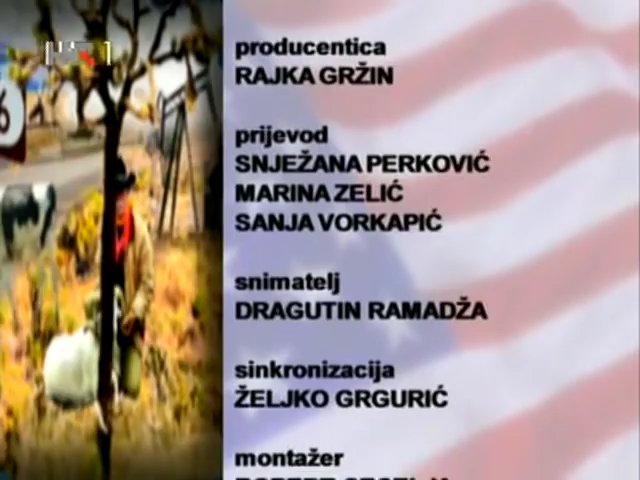 producentica
RAJKA GRŽIN
prijevod
SNJEŽANA PERKOVIĆ
MARINA ZELIĆ
SANJA VORKAPIĆ
snimatelj
DRAGUTIN RAMADŽA
sinkronizacija
ŽELJKO GRGURIĆ
montažer